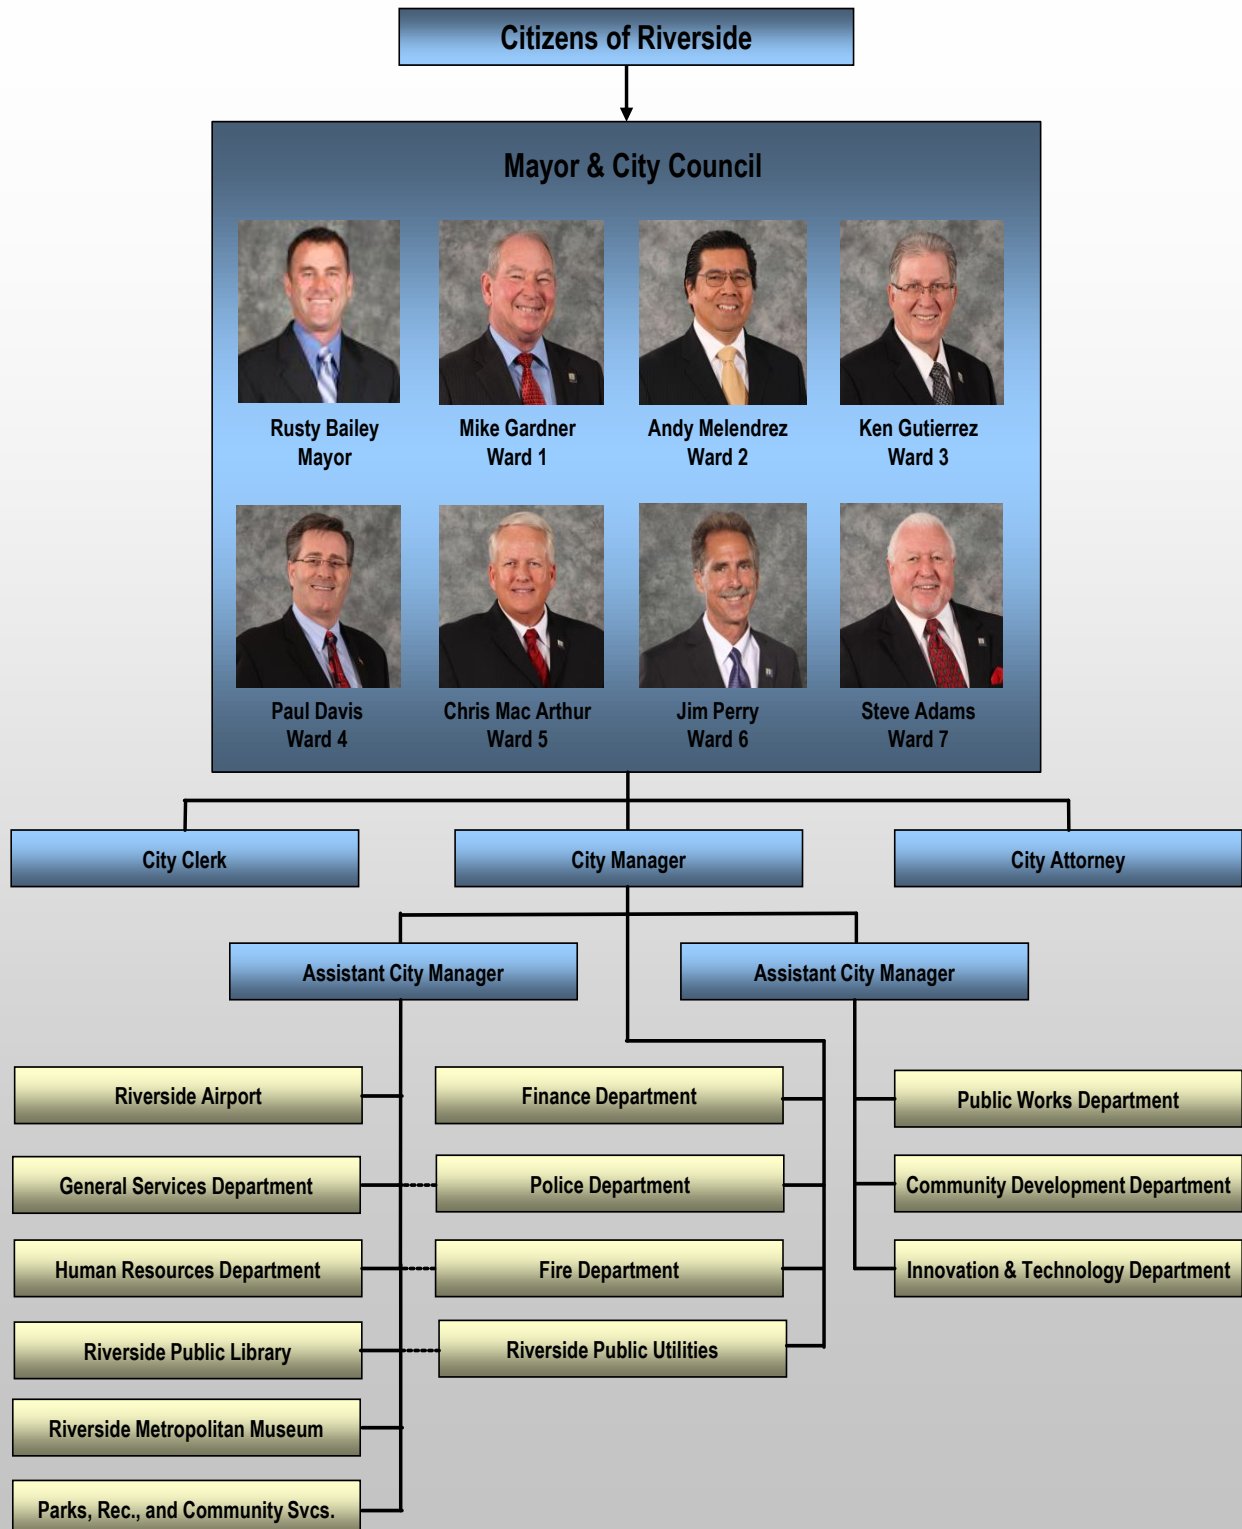 Citizens of Riverside
Mayor & City Council
Rusty Bailey
Mayor
Mike Gardner
Ward 1
Andy Melendrez
Ward 2
Ken Gutierrez
Ward 3
Paul Davis
Ward 4
Chris Mac Arthur
Ward 5
Jim Perry
Ward 6
Steve Adams
Ward 7
City Clerk
City Manager
City Attorney
Assistant City Manager
Assistant City Manager
Riverside Airport
Finance Department
Public Works Department
General Services Department
Police Department
Community Development Department
Human Resources Department
Fire Department
Innovation & Technology Department
Riverside Public Library
Riverside Public Utilities
Riverside Metropolitan Museum
Parks, Rec., and Community Svcs.